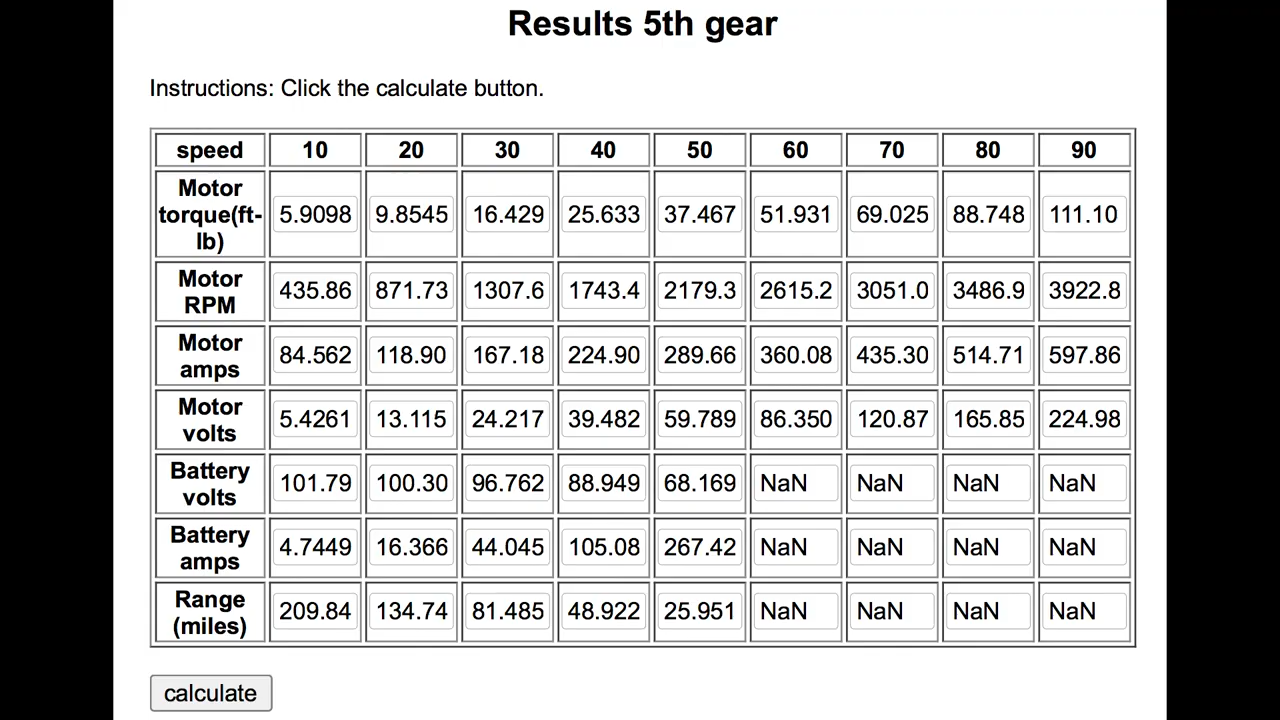 Results 5th gear
Instructions: Click the calculate button.
speed 10 20 30 40 50 60 70 80 90
Motor
torque(ft-
lb) 5.9098 9.8545 16.429 25.633 37.467 51.931 69.025 88.748 111.10
Motor
RPM 435.86 871.73 1307.6 1743.4 2179.3 2615.2 3051.0 3486.9 3922.8
Motor
amps 84.562 118.90 167.18 224.90 289.66 360.08 435.30 514.71 597.86
Motor
volts 5.4261 13.115 24.217 39.482 59.789 86.350 120.87 165.85 224.98
Battery
volts 101.79 100.30 96.762 88.949 68.169 NaN NaN NaN NaN
Battery
amps 4.7449 16.366 44.045 105.08 267.42 NaN NaN NaN NaN
Range
(miles) 209.84 134.74 81.485 48.922 25.951 NaN NaN NaN NaN
calculate